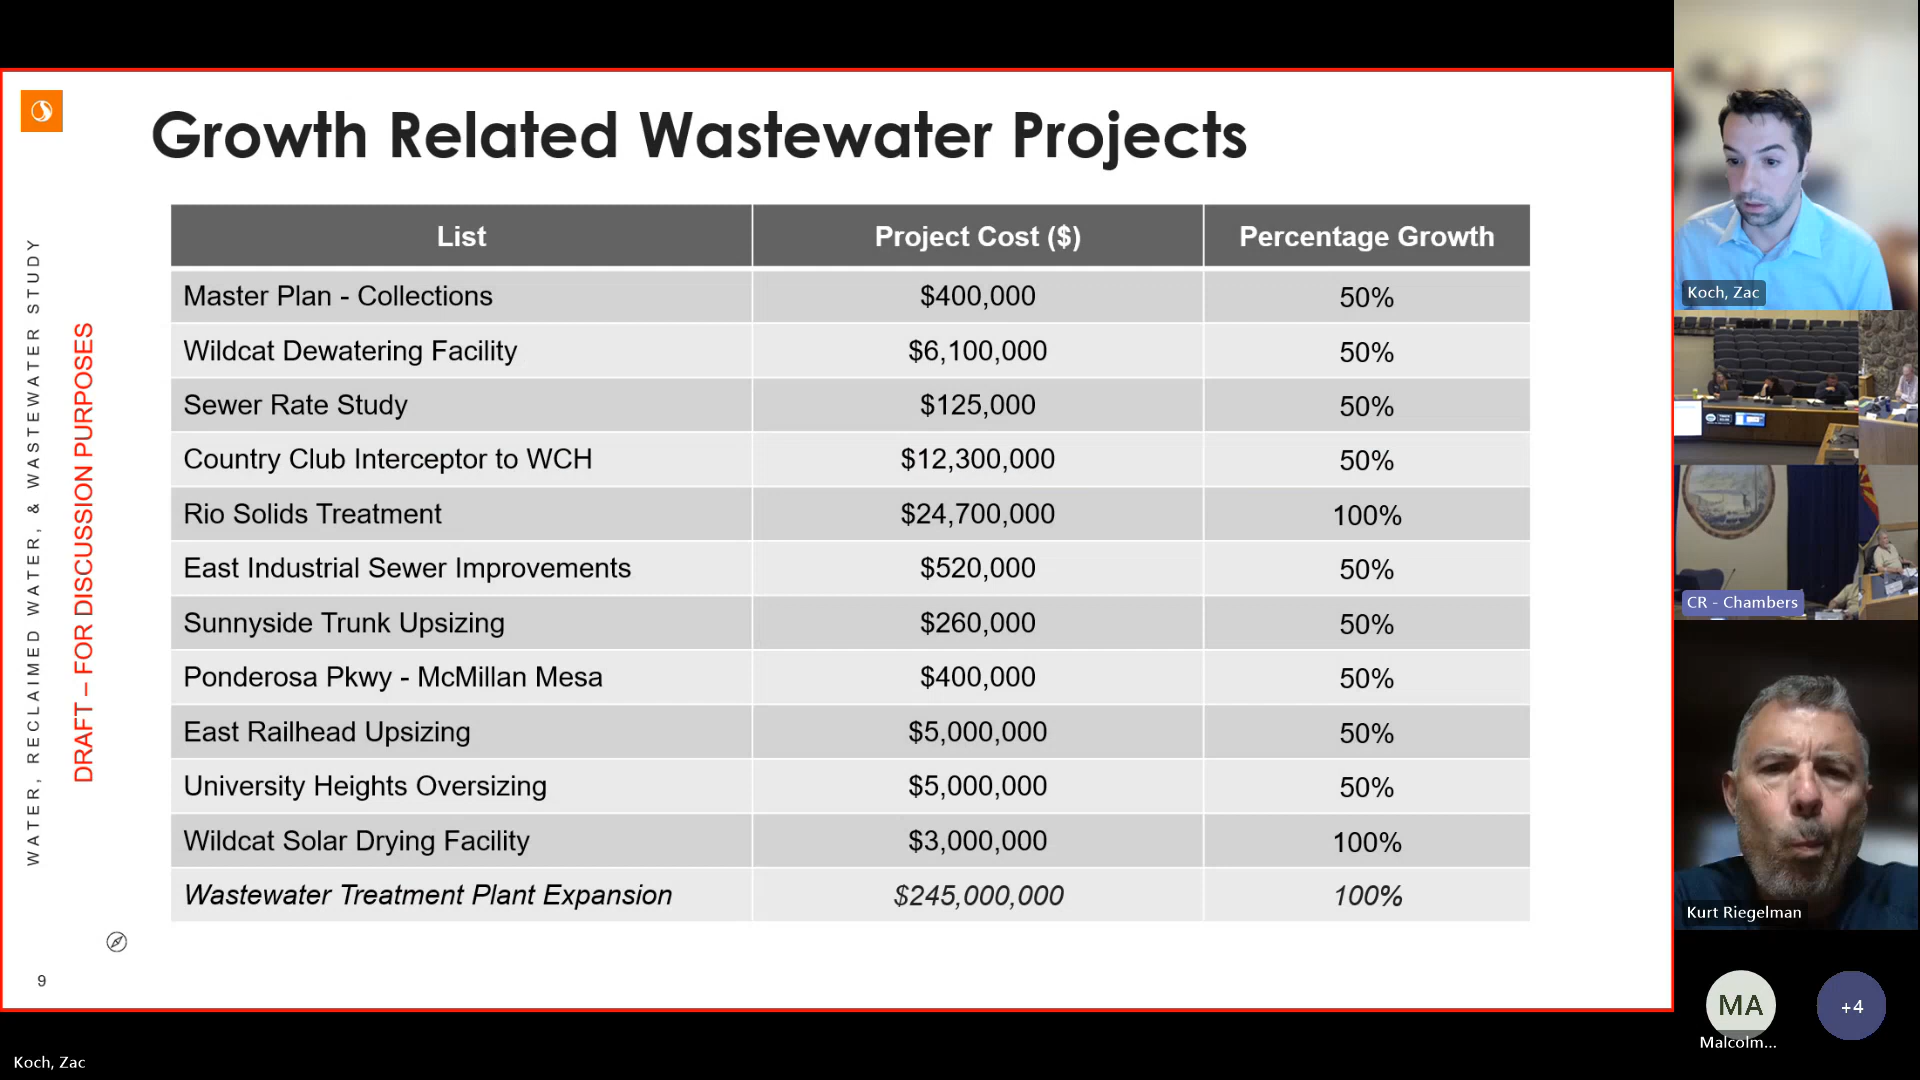 Growth Related Wastewater Projects
WATER, RECLAIMED WATER, & WASTEWATER STUDY
DRAFT – FOR DISCUSSION PURPOSES
List Project Cost ($) Percentage Growth
Master Plan - Collections $400,000 50%
Wildcat Dewatering Facility $6,100,000 50%
Sewer Rate Study $125,000 50%
Country Club Interceptor to WCH $12,300,000 50%
Rio Solids Treatment $24,700,000 100%
East Industrial Sewer Improvements $520,000 50%
Sunnyside Trunk Upsizing $260,000 50%
Ponderosa Pkwy - McMillan Mesa $400,000 50%
East Railhead Upsizing $5,000,000 50%
University Heights Oversizing $5,000,000 50%
Wildcat Solar Drying Facility $3,000,000 100%
Wastewater Treatment Plant Expansion $245,000,000 100%
9
Koch, Zac
Koch, Zac
CR - Chambers
Kurt Riegelman
MA
Malcolm...
+4